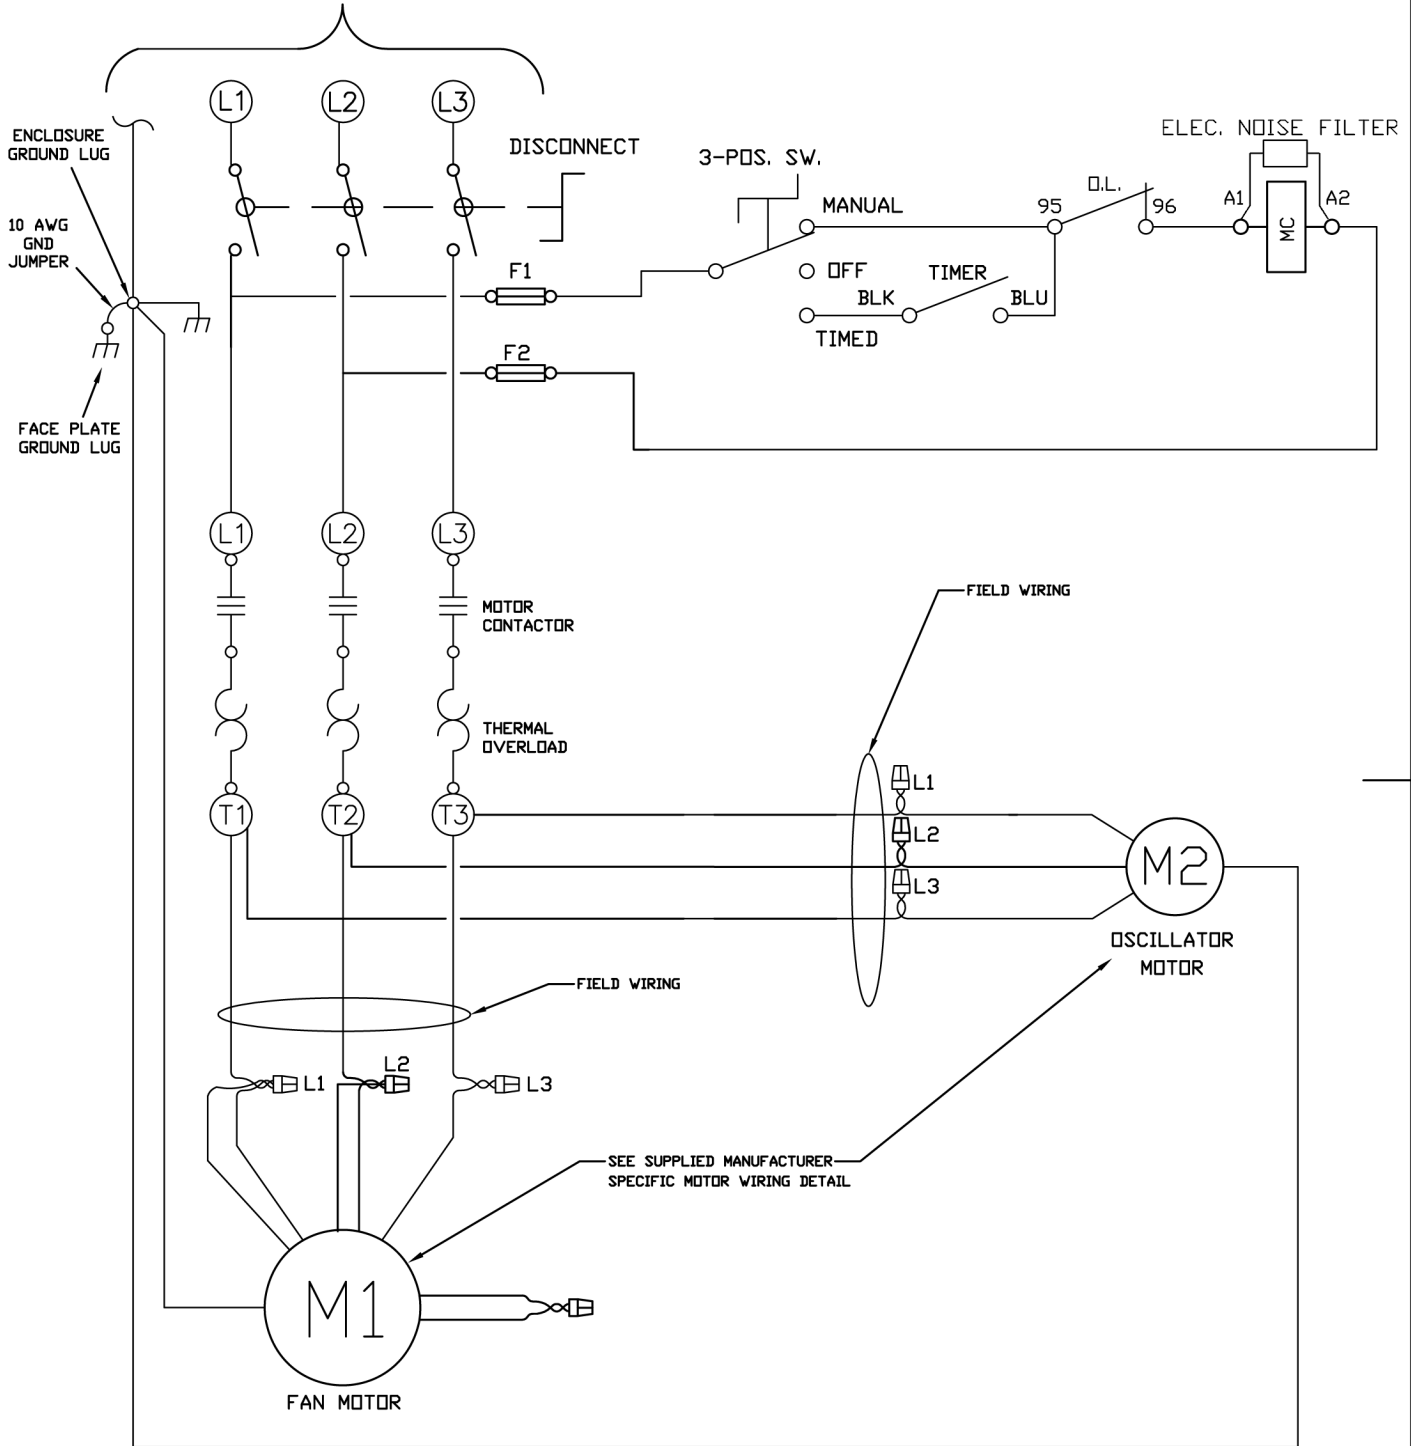 L1
L2
L3
DISCONNECT
ENCLOSURE
GROUND LUG
10 AWG
GND
JUMPER
FACE PLATE
GROUND LUG
3-POS. SW.
MANUAL
OFF
TIMED
BLK
TIMER
BLU
O.L.
95
96
ELEC. NOISE FILTER
A1
MC
A2
F1
F2
L1
L2
L3
MOTOR
CONTACTOR
THERMAL
OVERLOAD
T1
T2
T3
FIELD WIRING
L1
L2
L3
M2
OSCILLATOR
MOTOR
FIELD WIRING
L1
L2
L3
SEE SUPPLIED MANUFACTURER
SPECIFIC MOTOR WIRING DETAIL
M1
FAN MOTOR